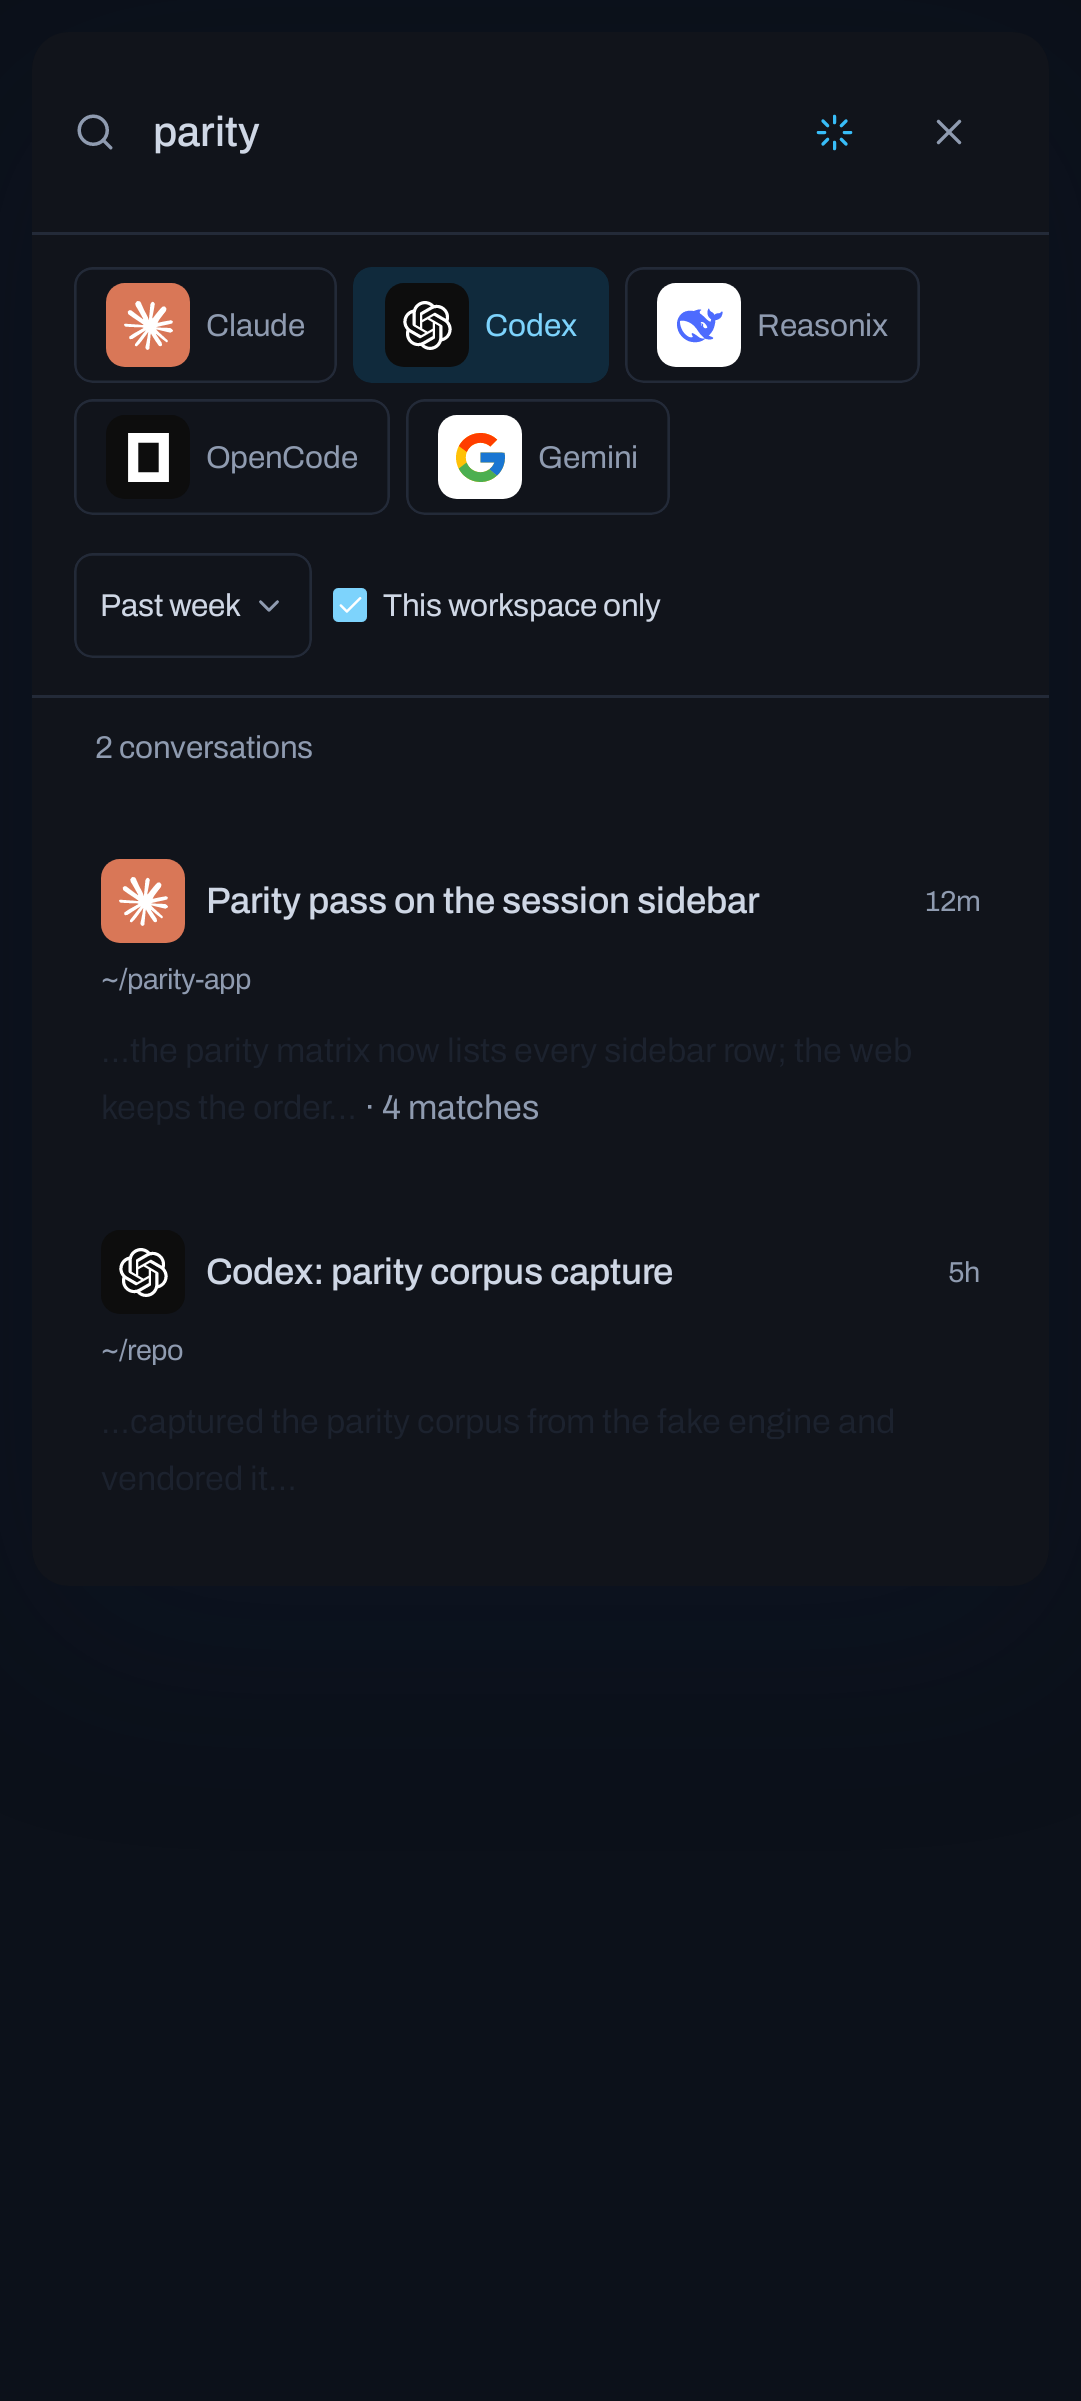 parity
Claude
Codex
Reasonix
OpenCode
Gemini
Past week
This workspace only
2 conversations
Parity pass on the session sidebar
12m
~/parity-app
...the parity matrix now lists every sidebar row; the web
keeps the order... · 4 matches
Codex: parity corpus capture
5h
~/repo
...captured the parity corpus from the fake engine and
vendored it...